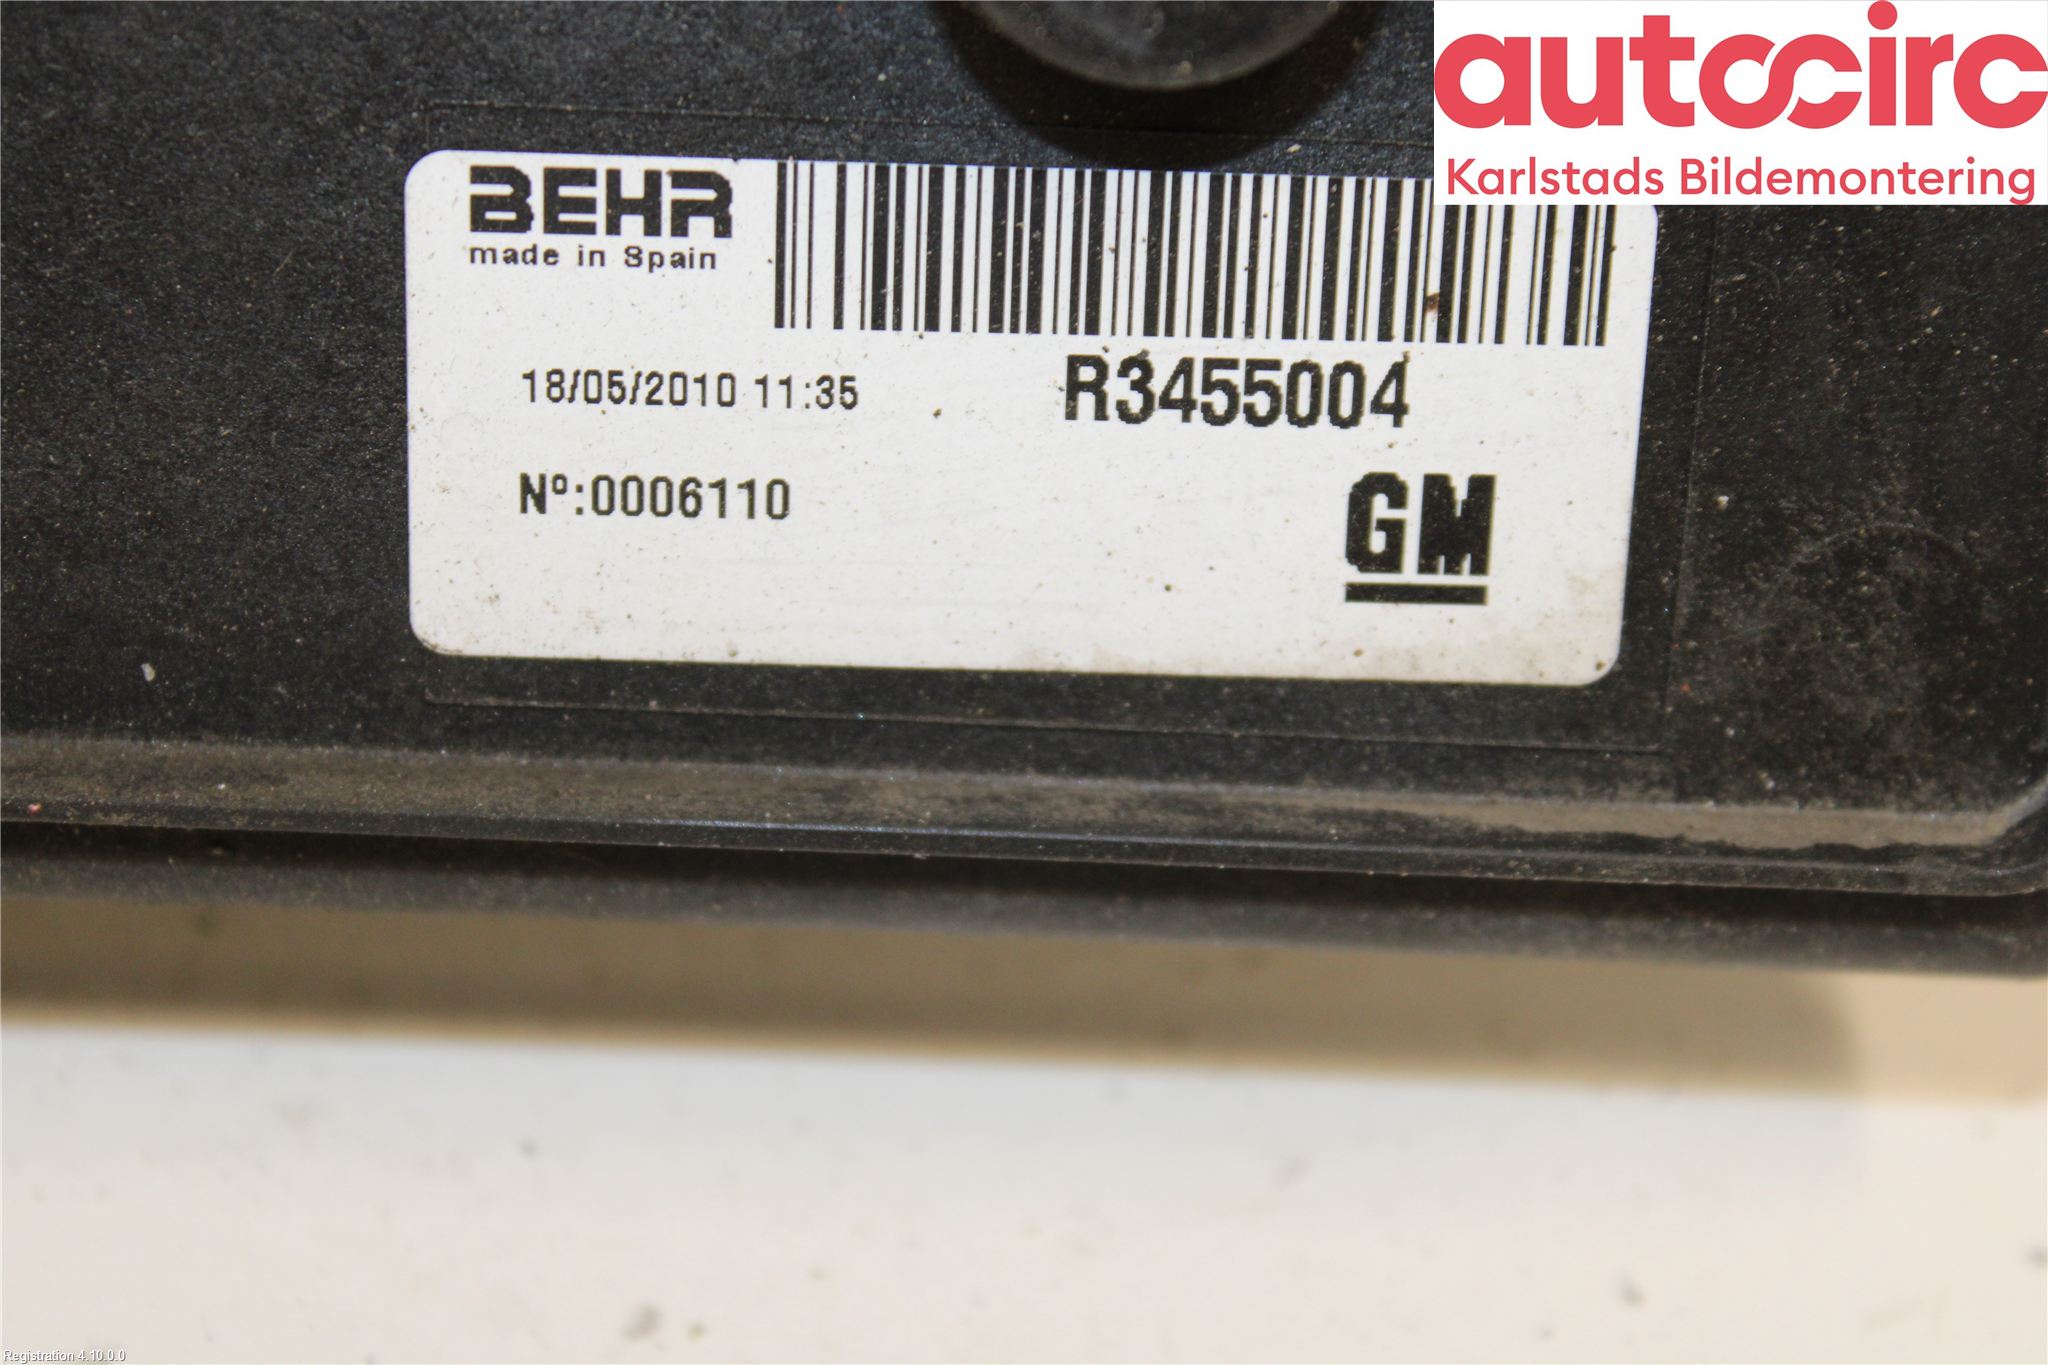 autocirc
Karlstads Bildemontering
BEHR
made in Spain
18/05/2010 11:35
R3455004
Nº:0006110
GM
Registration 4.10.0.0